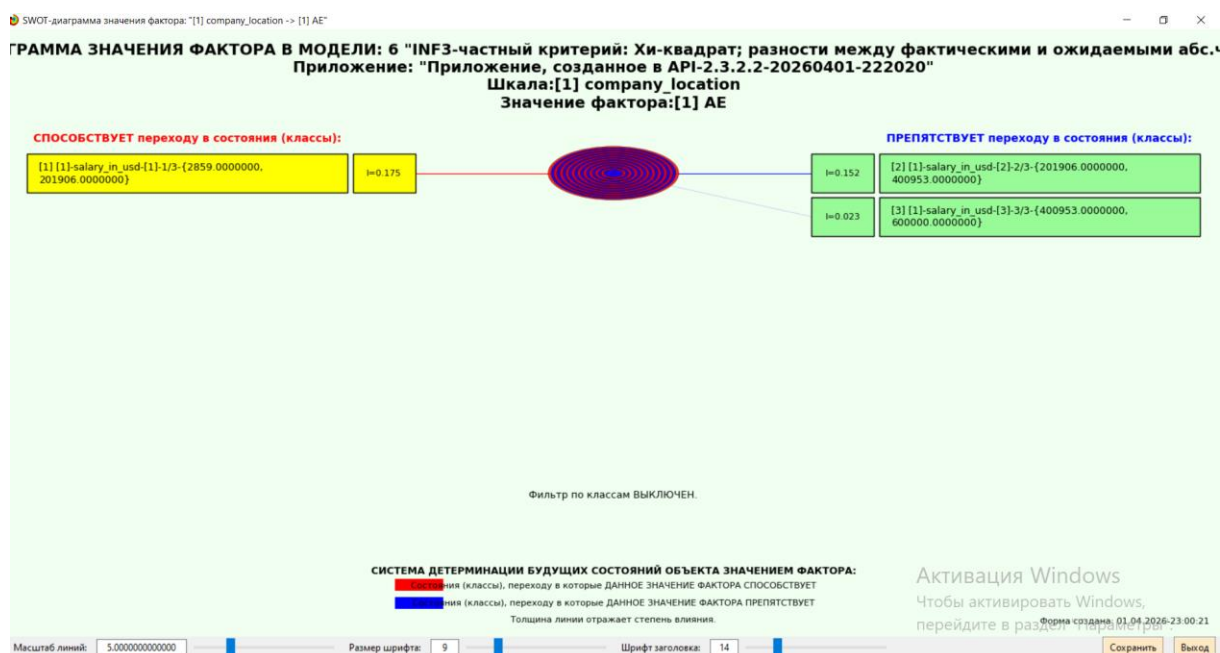 SWOT-диаграмма значения фактора: "[1] company_location -> [1] AE"
ГРАММА ЗНАЧЕНИЯ ФАКТОРА В МОДЕЛИ: 6 "INF3-частный критерий: Хи-квадрат; разности между фактическими и ожидаемыми абс.ч
Приложение: "Приложение, созданное в API-2.3.2.2-20260401-222020"
Шкала:[1] company_location
Значение фактора:[1] AE
СПОСОБСТВУЕТ переходу в состояния (классы):
ПРЕПЯТСТВУЕТ переходу в состояния (классы):
[1] [1]-salary_in_usd-[1]-1/3-{2859.0000000,
201906.0000000}
I=0.175
I=0.152
[2] [1]-salary_in_usd-[2]-2/3-{201906.0000000,
400953.0000000}
I=0.023
[3] [1]-salary_in_usd-[3]-3/3-{400953.0000000,
600000.0000000}
Фильтр по классам ВЫКЛЮЧЕН.
СИСТЕМА ДЕТЕРМИНАЦИИ БУДУЩИХ СОСТОЯНИЙ ОБЪЕКТА ЗНАЧЕНИЕМ ФАКТОРА:
Состояния (классы), переходу в которые ДАННОЕ ЗНАЧЕНИЕ ФАКТОРА СПОСОБСТВУЕТ
Состояния (классы), переходу в которые ДАННОЕ ЗНАЧЕНИЕ ФАКТОРА ПРЕПЯТСТВУЕТ
Толщина линии отражает степень влияния.
Активация Windows
Чтобы активировать Windows,
перейдите в раздел "Параметры".
Форма создана: 01.04.2026-23:00:21
Масштаб линий: 5.0000000000000 Размер шрифта: 9 Шрифт заголовка: 14 Сохранить Выход